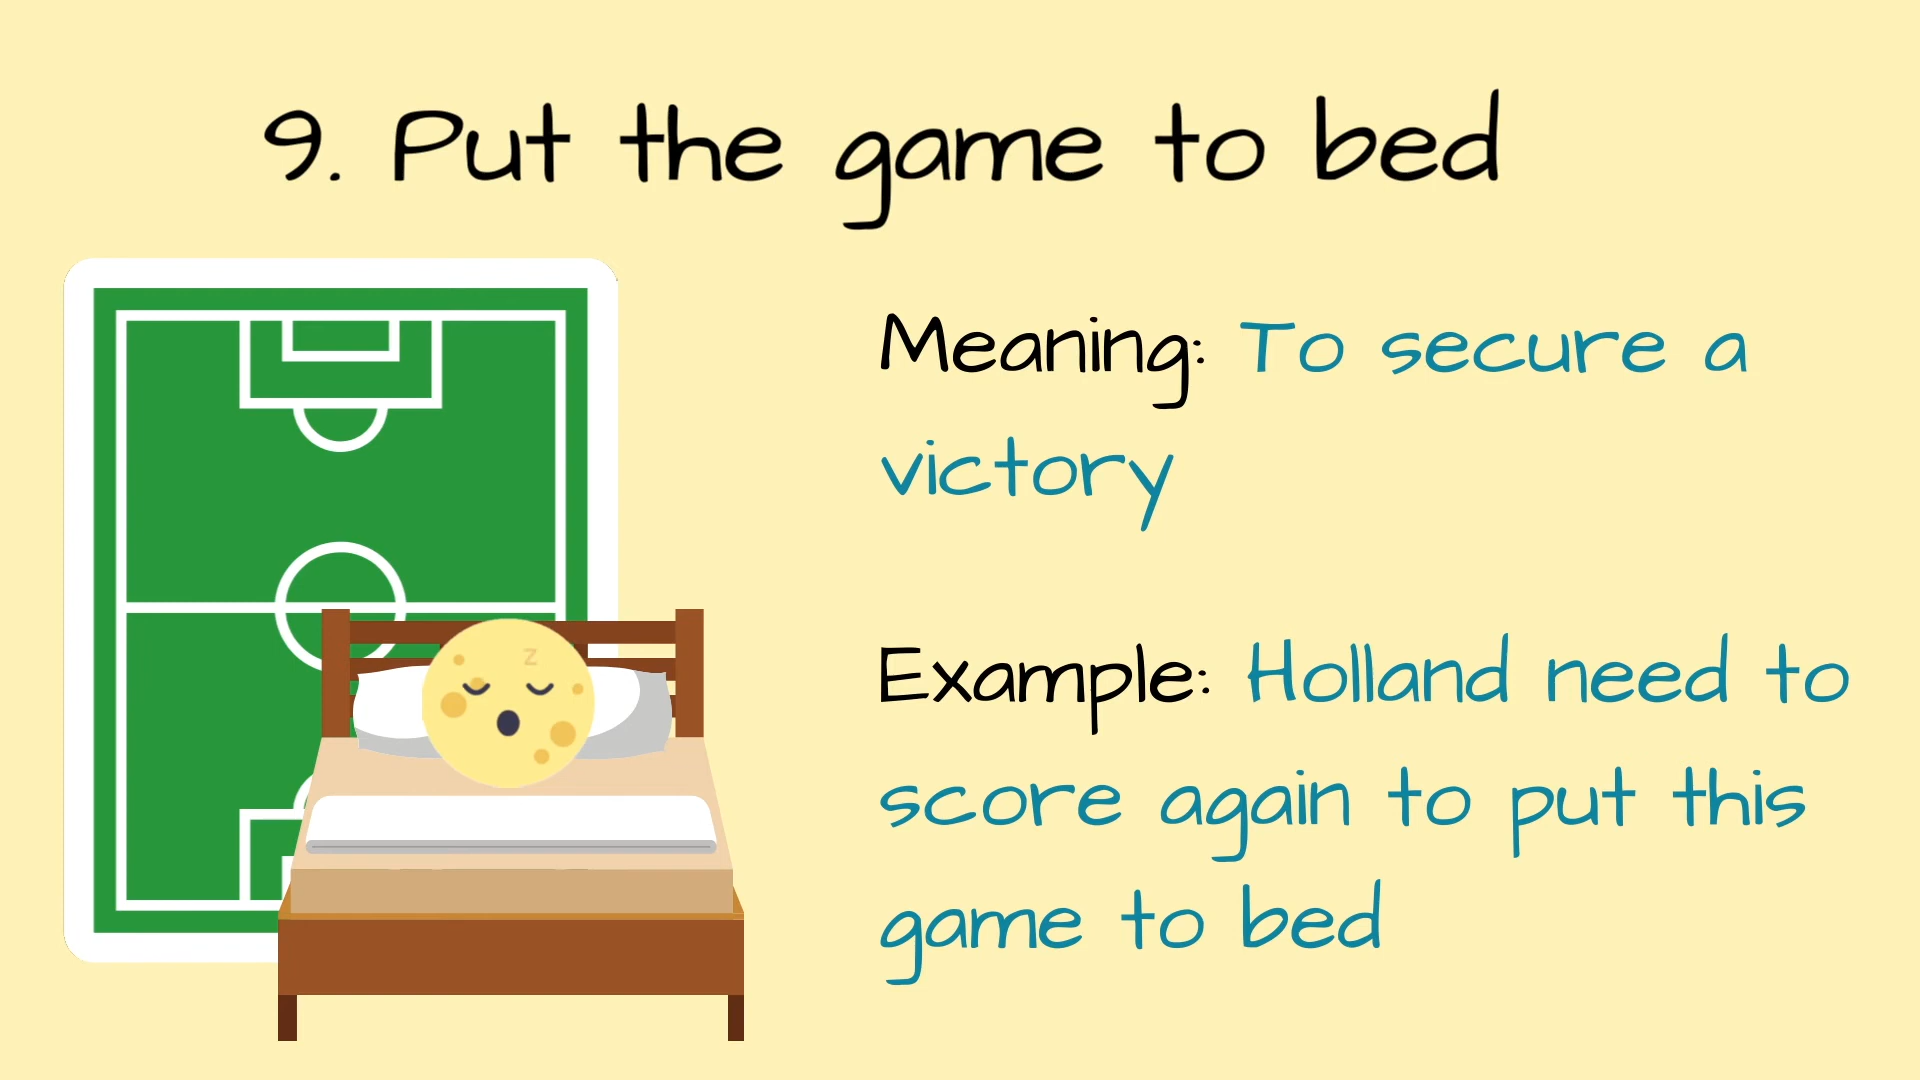 9. Put the game to bed
Meaning: To secure a
victory
Example: Holland need to
score again to put this
game to bed
z